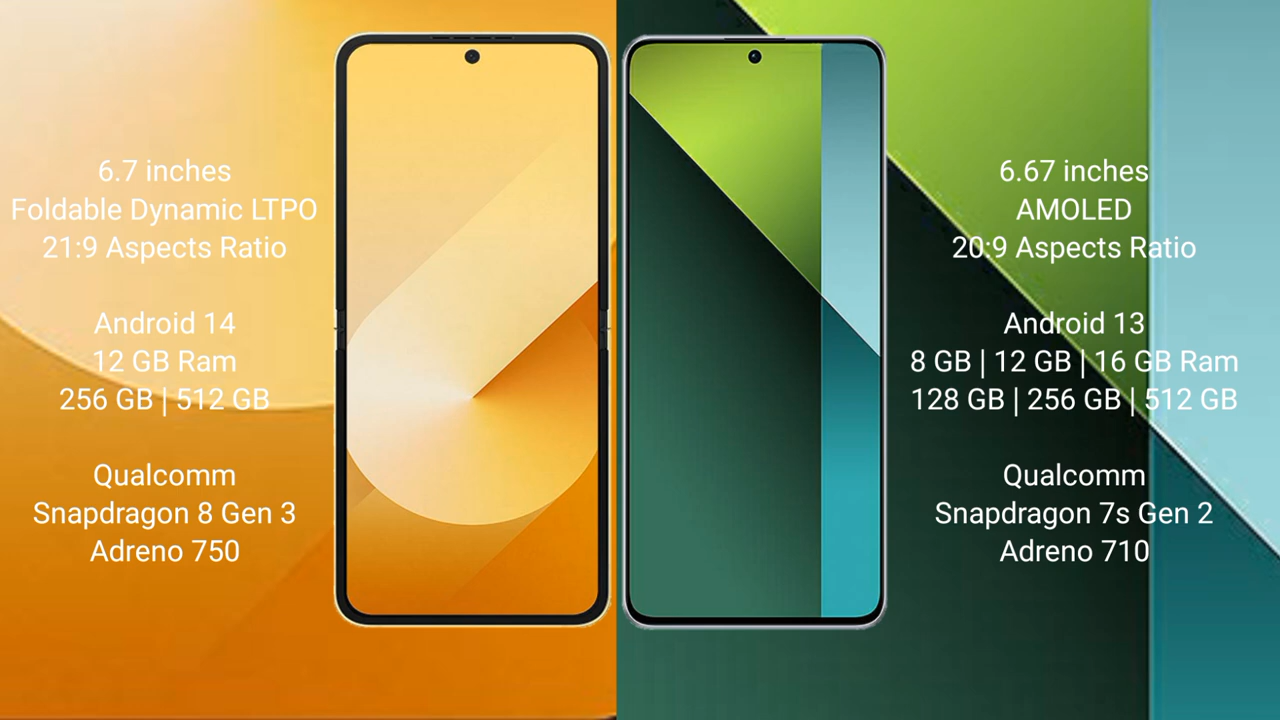 6.7 inches
Foldable Dynamic LTPO
21:9 Aspects Ratio
Android 14
12 GB Ram
256 GB | 512 GB
Qualcomm
Snapdragon 8 Gen 3
Adreno 750
6.67 inches
AMOLED
20:9 Aspects Ratio
Android 13
8 GB | 12 GB | 16 GB Ram
128 GB | 256 GB | 512 GB
Qualcomm
Snapdragon 7s Gen 2
Adreno 710